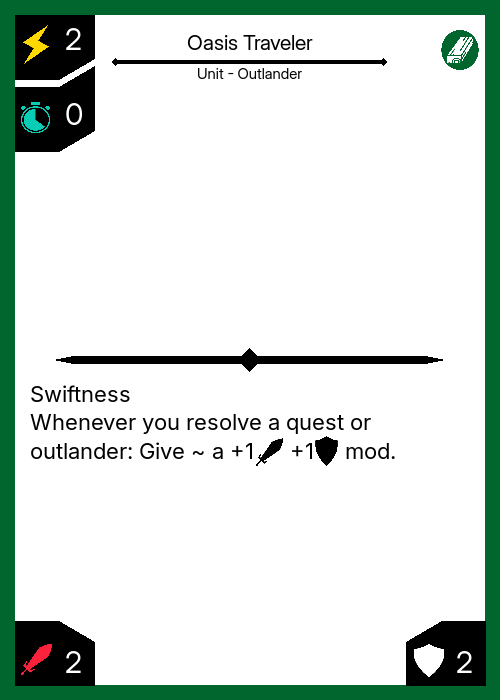 2
Oasis Traveler
Unit - Outlander
0
Swiftness
Whenever you resolve a quest or
outlander: Give ~ a +1 +1 mod.
2
2